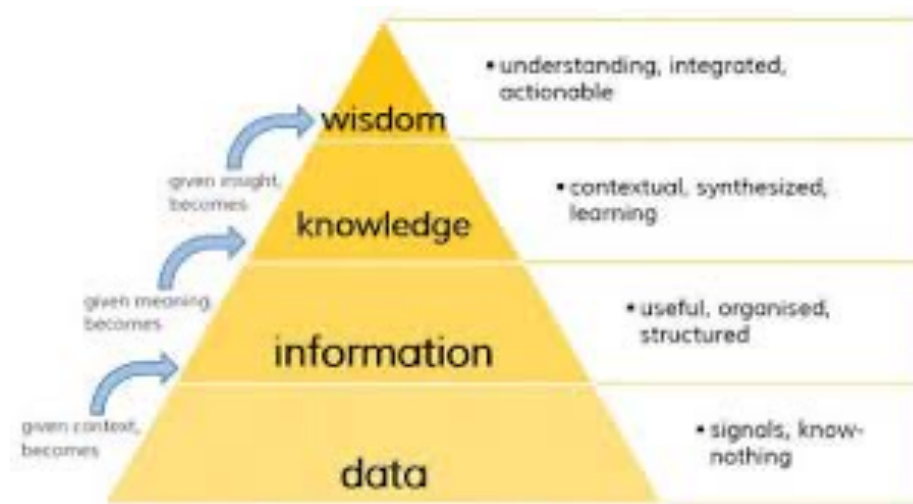 understanding, integrated,
actionable
wisdom
given insight,
becomes
contextual, synthesized,
learning
knowledge
given meaning,
becomes
useful, organised,
structured
information
given context,
becomes
signals, know-
nothing
data